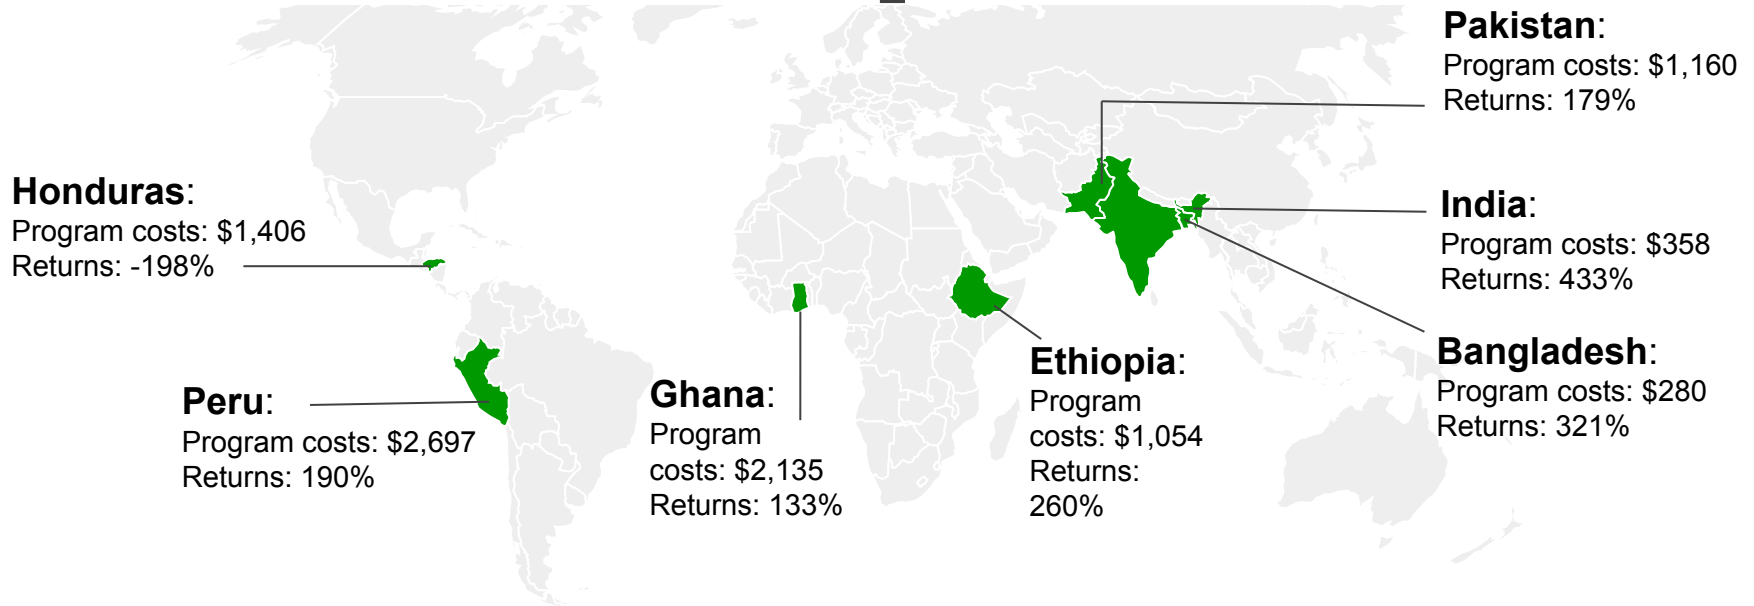 Pakistan:
Program costs: $1,160
Returns: 179%
Honduras:
Program costs: $1,406
Returns: -198%
India:
Program costs: $358
Returns: 433%
Bangladesh:
Program costs: $280
Returns: 321%
Ethiopia:
Program
costs: $1,054
Returns:
260%
Ghana:
Program
costs: $2,135
Returns: 133%
Peru:
Program costs: $2,697
Returns: 190%